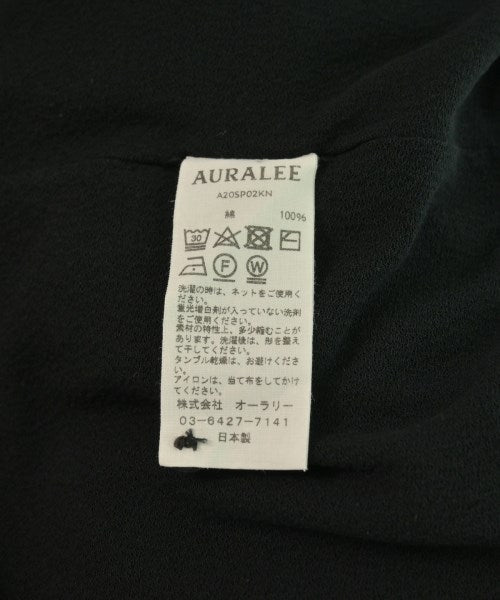 AURALEE
A20SP02KN
綿 100%
30
F W
洗濯の時は、ネットをご使用く
ださい。
蛍光増白剤が入っていない洗剤
をご使用ください。
素材の特性上、多少縮むことが
あります。洗濯後は、形を整え
て干してください。
タンブル乾燥は、お避けくださ
い。
アイロンは、当て布をしてかけ
てください。
株式会社 オーラリー
03-6427-7141
日本製